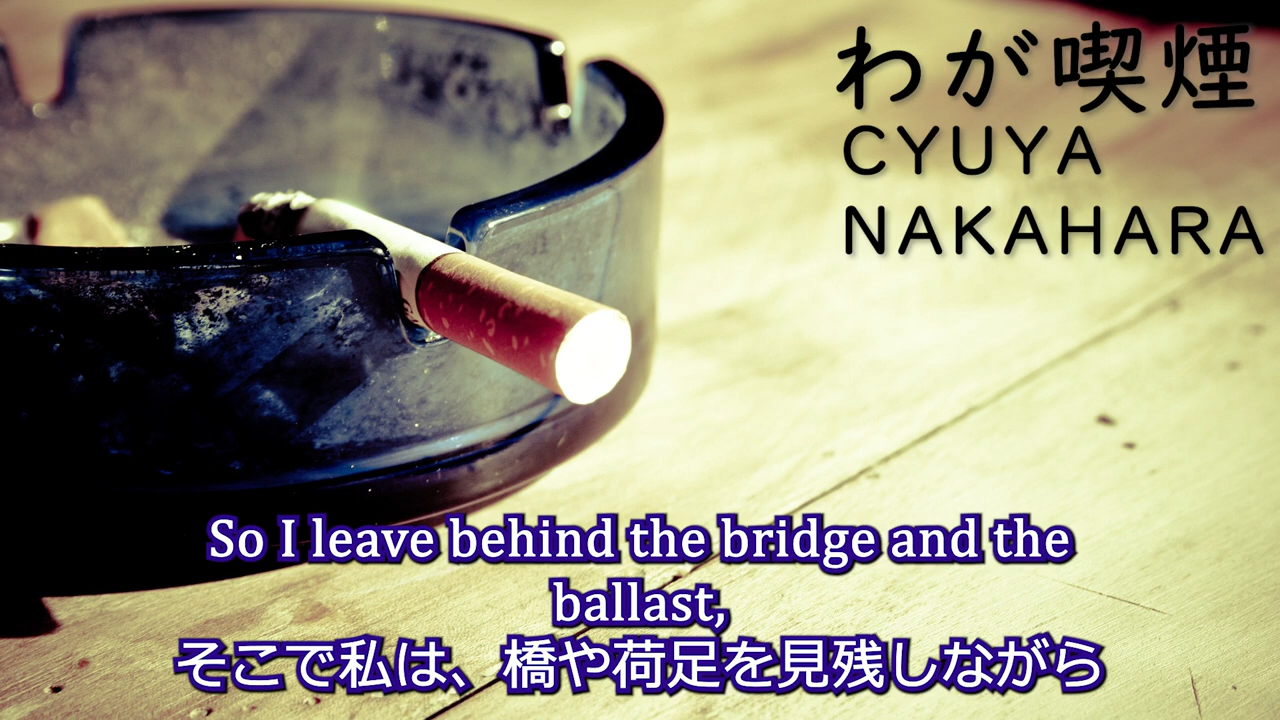 わが喫煙
CYUYA
NAKAHARA
So I leave behind the bridge and the
ballast,
そこで私は、橋や荷足を見残しながら